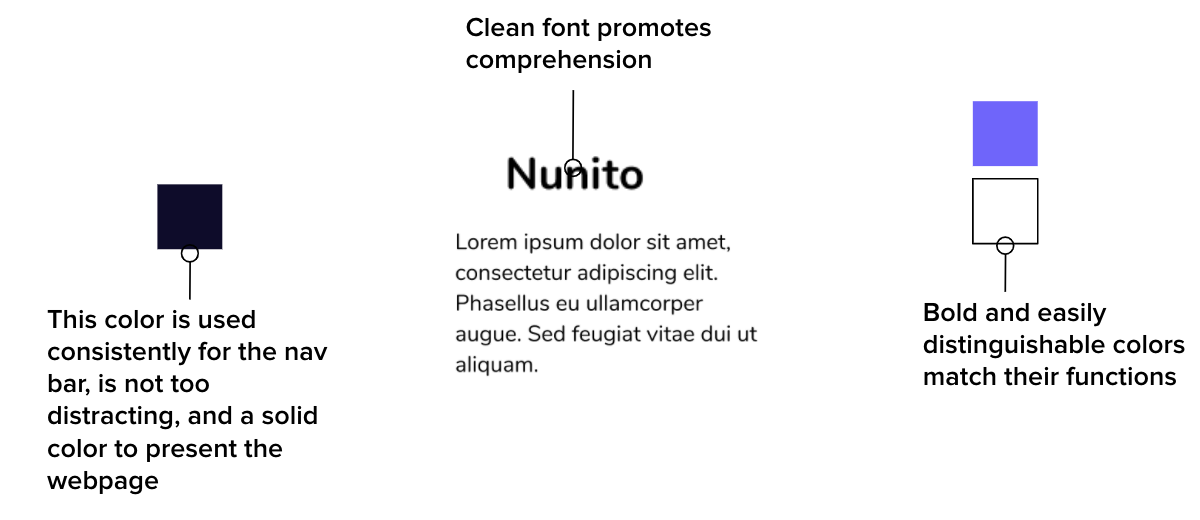 Clean font promotes
comprehension
Nunito
Lorem ipsum dolor sit amet,
consectetur adipiscing elit.
Phasellus eu ullamcorper
augue. Sed feugiat vitae dui ut
aliquam.
This color is used
consistently for the nav
bar, is not too
distracting, and a solid
color to present the
webpage
Bold and easily
distinguishable colors
match their functions